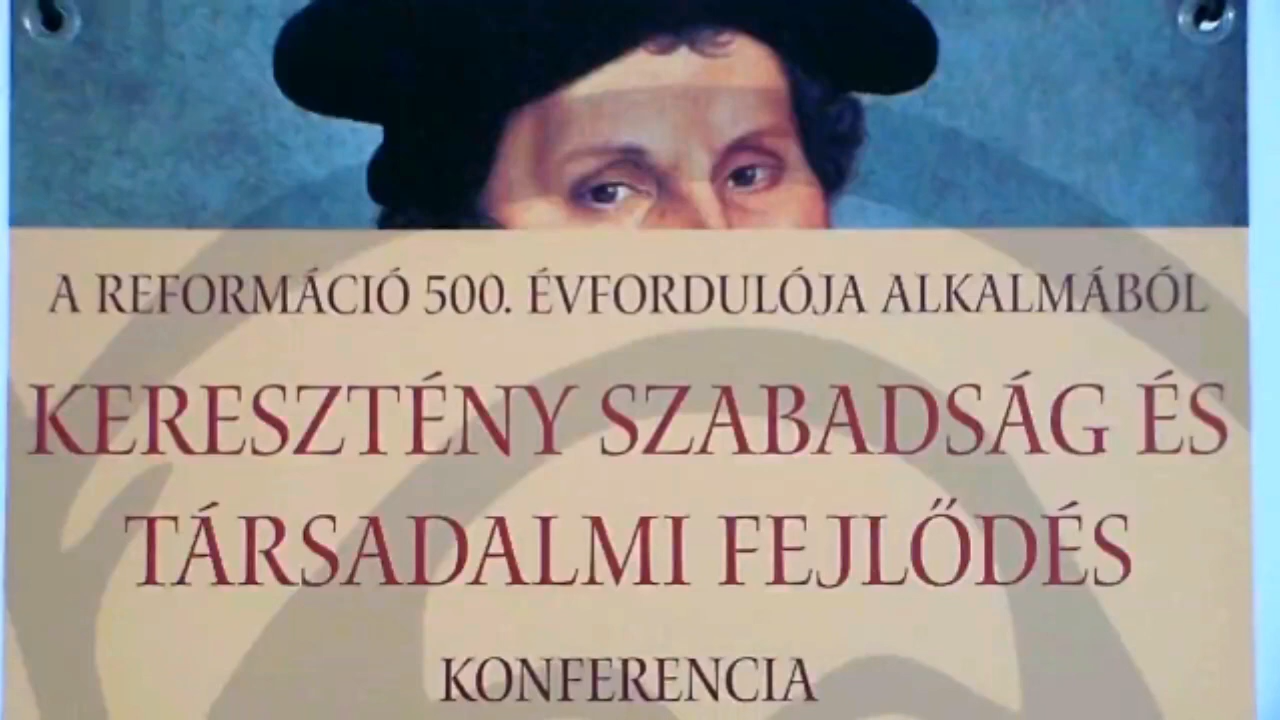 A REFORMÁCIÓ 500. ÉVFORDULÓJA ALKALMÁBÓL
KERESZTÉNY SZABADSÁG ÉS
TÁRSADALMI FEJLŐDÉS
KONFERENCIA